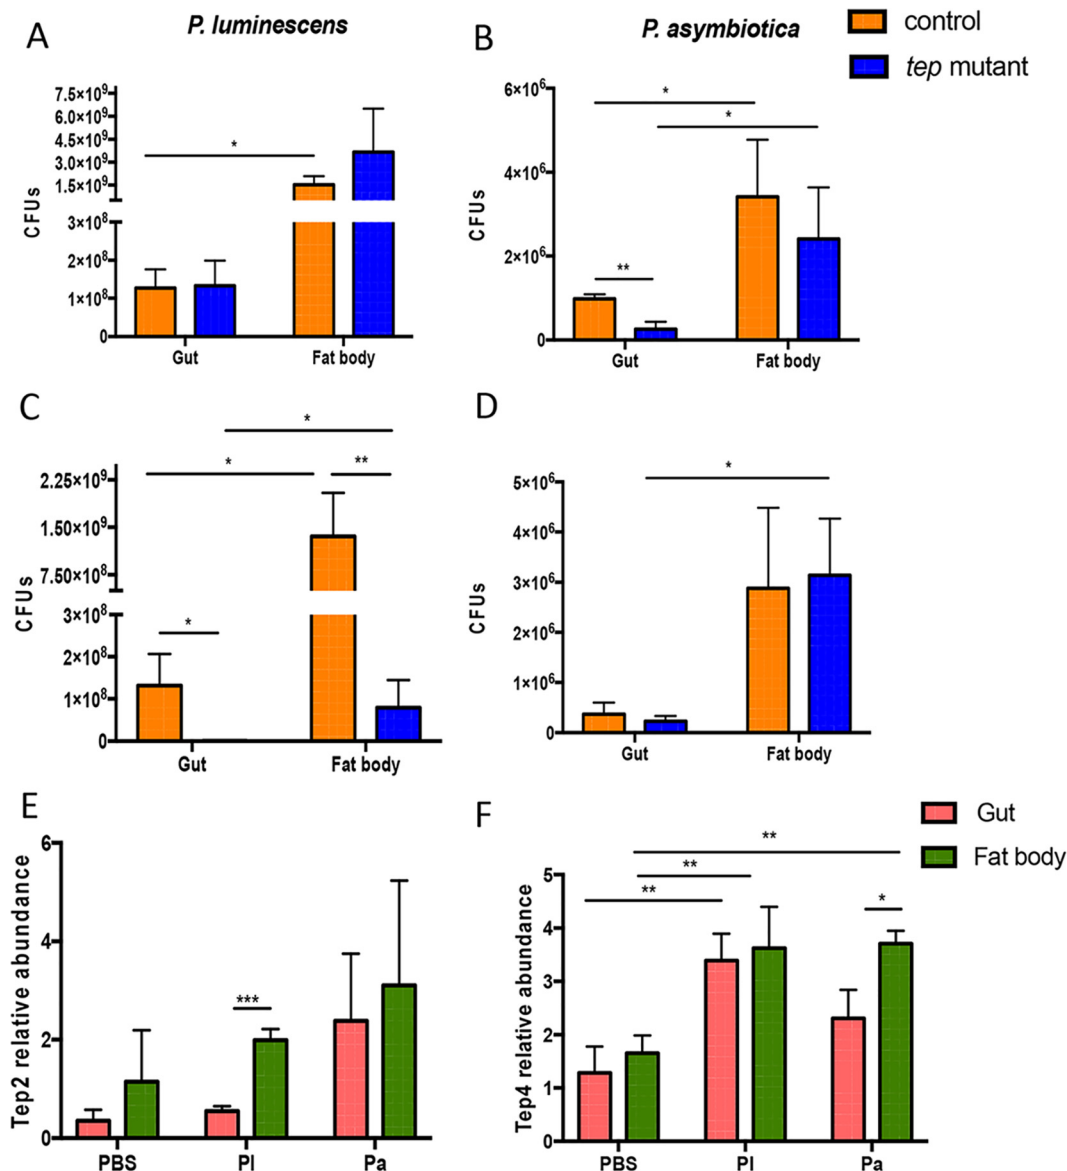 A
P. luminescens
B
P. asymbiotica
control
tep mutant
7.5×10⁹
6.0×10⁹
4.5×10⁹
3.0×10⁹
1.5×10⁹
3×10⁸
2×10⁸
1×10⁸
0
CFUs
*
Gut
Fat body
6×10⁶
4×10⁶
2×10⁶
0
CFUs
*
*
**
Gut
Fat body
C
*
*
**
2.25×10⁹
1.50×10⁹
7.50×10⁸
3×10⁸
2×10⁸
1×10⁸
0
CFUs
*
Gut
Fat body
D
*
5×10⁶
4×10⁶
3×10⁶
2×10⁶
1×10⁶
0
CFUs
Gut
Fat body
E
6
4
2
0
Tep2 relative abundance
***
PBS
Pl
Pa
F
Gut
Fat body
**
**
**
*
5
4
3
2
1
0
Tep4 relative abundance
PBS
Pl
Pa